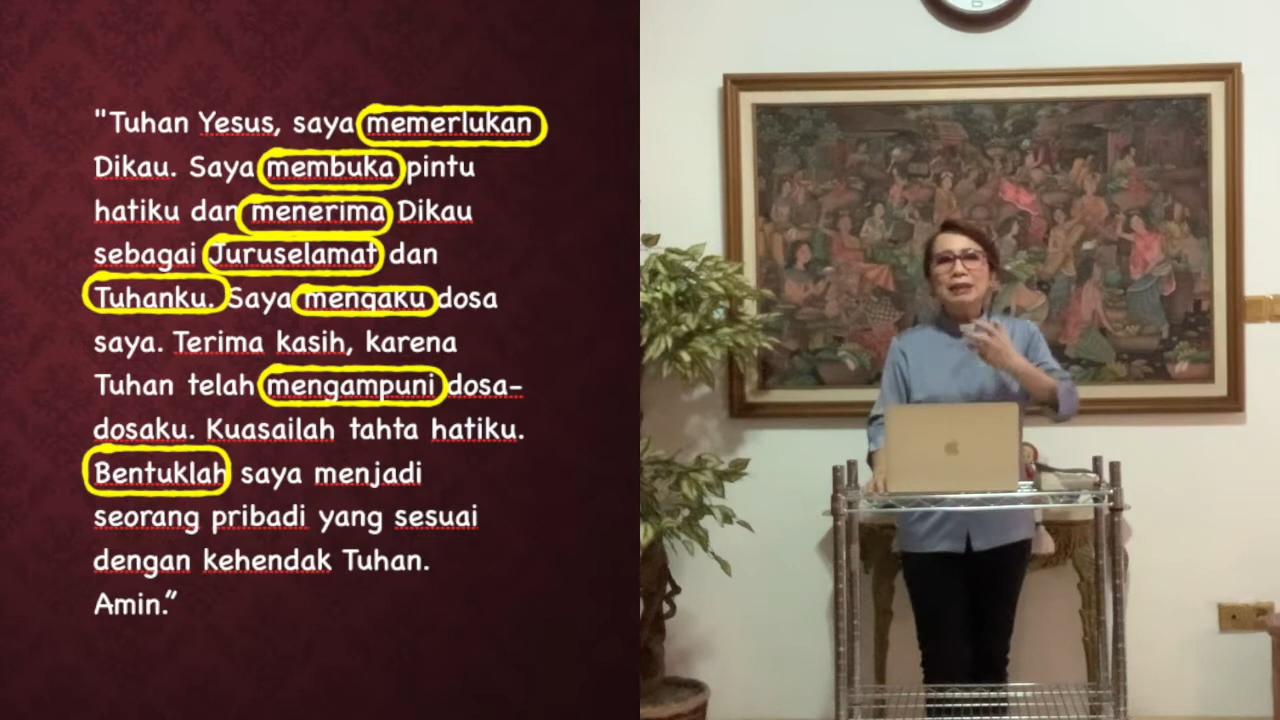 "Tuhan Yesus, saya memerlukan
Dikau. Saya membuka pintu
hatiku dan menerima Dikau
sebagai Juruselamat dan
Tuhanku. Saya mengaku dosa
saya. Terima kasih, karena
Tuhan telah mengampuni dosa-
dosaku. Kuasailah tahta hatiku.
Bentuklah saya menjadi
seorang pribadi yang sesuai
dengan kehendak Tuhan.
Amin.”